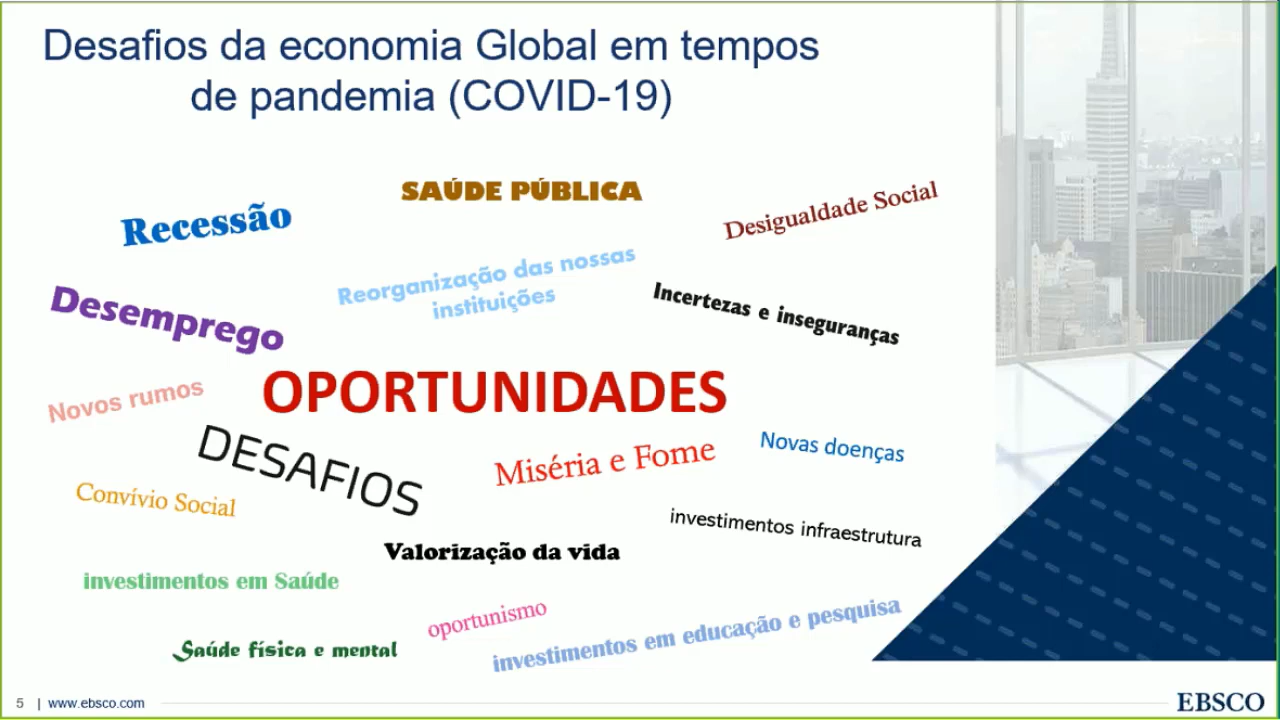 Desafios da economia Global em tempos
de pandemia (COVID-19)
SAÚDE PÚBLICA
Recessão
Desigualdade Social
Reorganização das nossas
instituições
Incertezas e inseguranças
Desemprego
OPORTUNIDADES
Novos rumos
DESAFIOS
Miséria e Fome
Novas doenças
Convívio Social
investimentos infraestrutura
Valorização da vida
investimentos em Saúde
oportunismo
investimentos em educação e pesquisa
Saúde física e mental
5 | www.ebsco.com
EBSCO